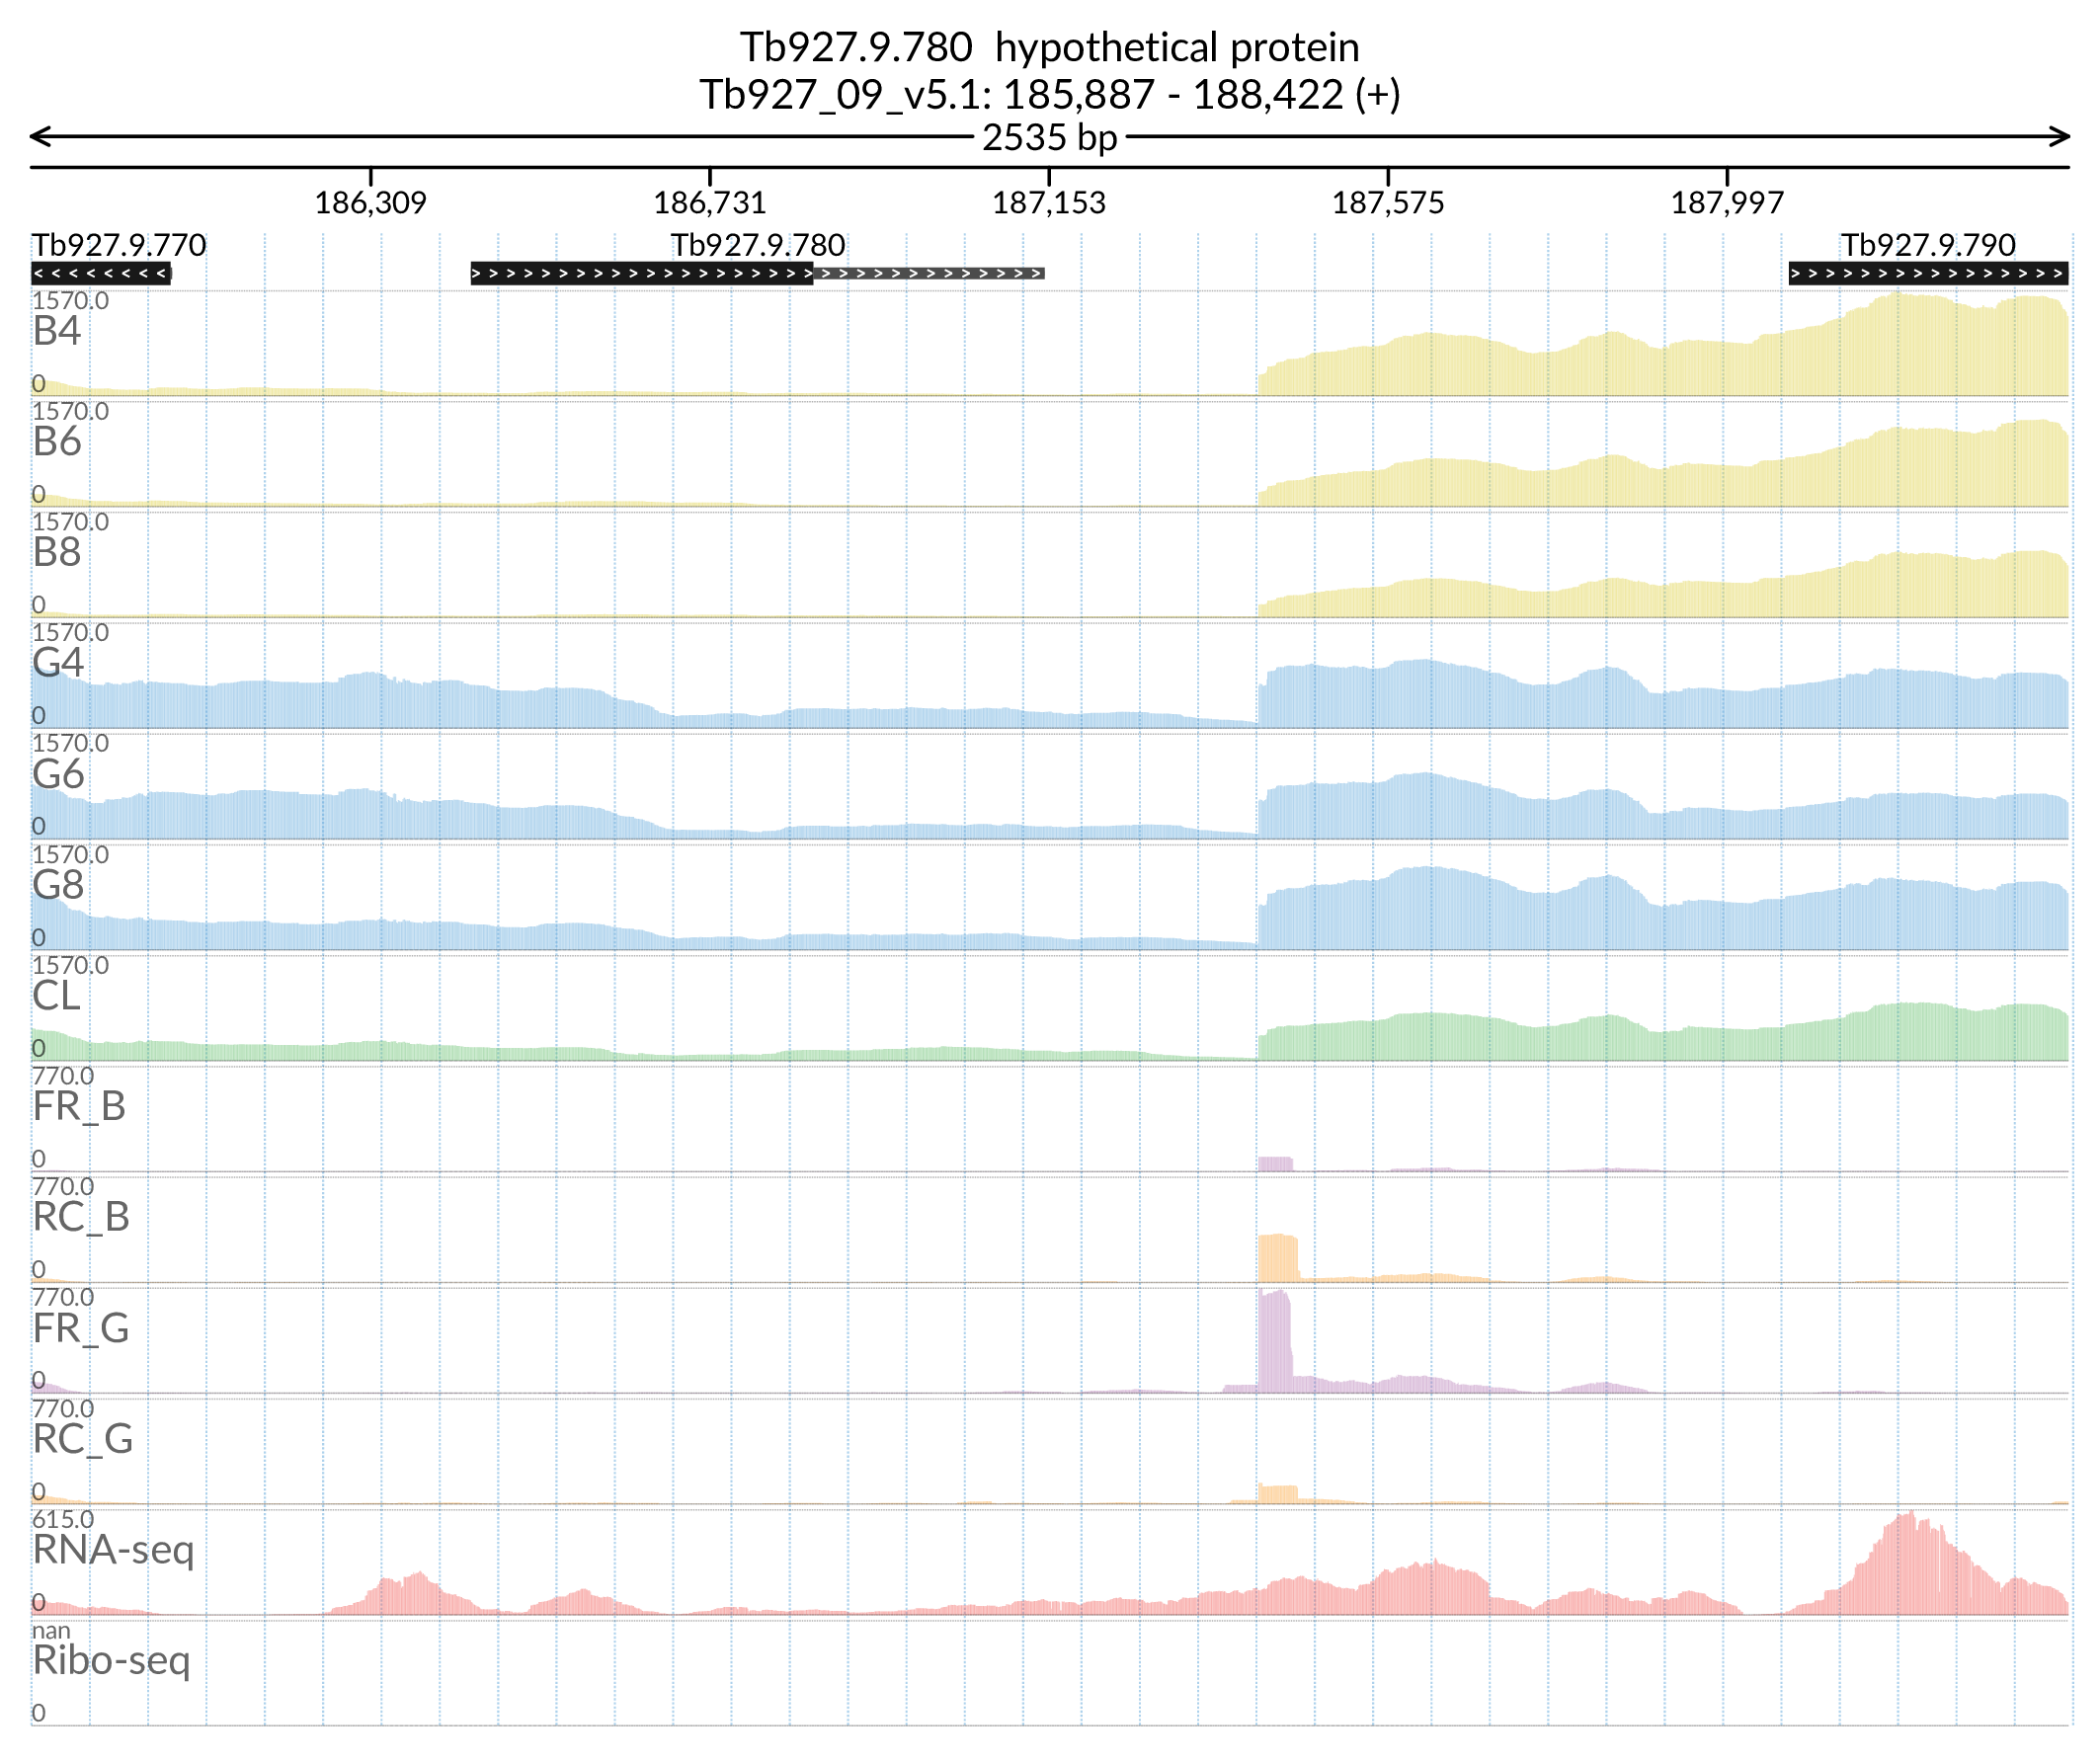 Tb927.9.780  hypothetical protein
Tb927_09_v5.1: 185,887 - 188,422 (+)
2535 bp
186,309 186,731 187,153 187,575 187,997
Tb927.9.770 Tb927.9.780 Tb927.9.790
1570.0
B4
0
1570.0
B6
0
1570.0
B8
0
1570.0
G4
0
1570.0
G6
0
1570.0
G8
0
1570.0
CL
0
770.0
FR_B
0
770.0
RC_B
0
770.0
FR_G
0
770.0
RC_G
0
615.0
RNA-seq
0
nan
Ribo-seq
0